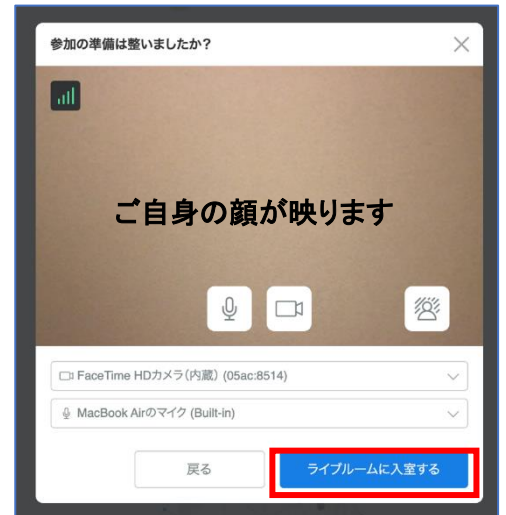 参加の準備は整いましたか?
ご自身の顔が映ります
FaceTime HDカメラ(内蔵) (05ac:8514)
MacBook Airのマイク (Built-in)
戻る
ライブルームに入室する